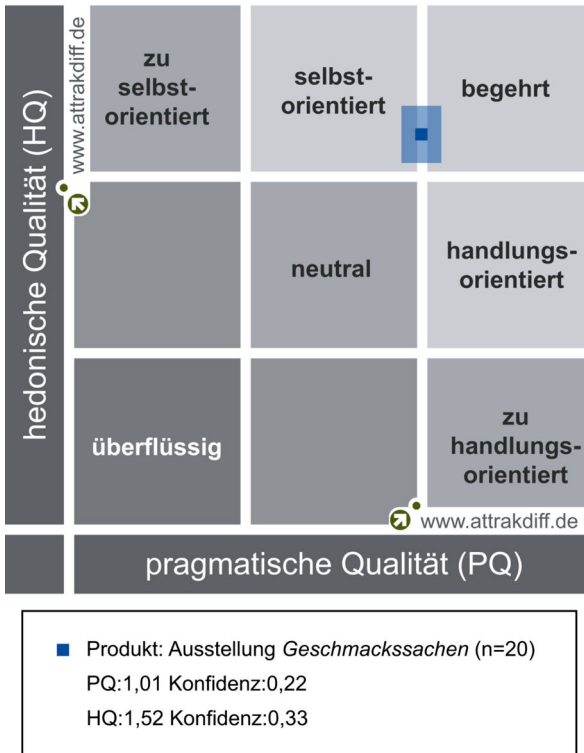 hedonische Qualität (HQ)
www.attrakdiff.de
zu
selbst-
orientiert
selbst-
orientiert
begehrt
neutral
handlungs-
orientiert
überflüssig
zu
handlungs-
orientiert
www.attrakdiff.de
pragmatische Qualität (PQ)
Produkt: Ausstellung Geschmackssachen (n=20)
PQ:1,01 Konfidenz:0,22
HQ:1,52 Konfidenz:0,33